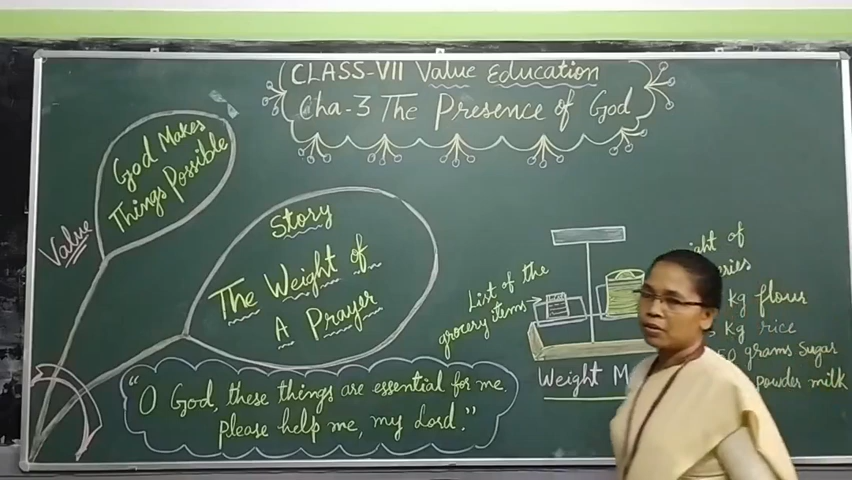 CLASS-VII Value Education
Cha-3 The Presence of God
God Makes
Things Possible
Value
Story
The Weight of
A Prayer
"O God, these things are essential for me.
Please help me, my Lord."
List of the
grocery items
Weight
of
kg flour
kg rice
grams Sugar
powder milk